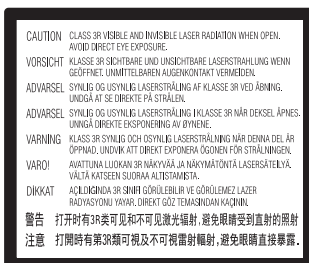 CAUTION CLASS 3R VISIBLE AND INVISIBLE LASER RADIATION WHEN OPEN.
AVOID DIRECT EYE EXPOSURE.
VORSICHT KLASSE 3R SICHTBARE UND UNSICHTBARE LASERSTRAHLUNG WENN
GEÖFFNET. UNMITTELBAREN AUGENKONTAKT VERMEIDEN.
ADVARSEL SYNLIG OG USYNLIG LASERSTRÅLING AF KLASSE 3R VED ÅBNING.
UNDGÅ AT SE DIREKTE PÅ STRÅLEN.
ADVARSEL SYNLIG OG USYNLIG LASERSTRÅLING I KLASSE 3R NÅR DEKSEL ÅPNES.
UNNGÅ DIREKTE EKSPONERING AV ØYNENE.
VARNING KLASS 3R SYNLIG OCH OSYNLIG LASERSTRÅLNING NÄR DENNA DEL ÄR
ÖPPNAD. UNDVIK ATT DIREKT EXPONERA ÖGONEN FÖR STRÅLNINGEN.
VARO! AVATTUNA LUOKAN 3R NÄKYVÄÄ JA NÄKYMÄTÖNTÄ LASERSÄTEILYÄ.
VÄLTÄ KATSEEN SUORAA ALTISTAMISTA.
DIKKAT AÇILDIĞINDA 3R SINIFI GÖRÜLEBİLİR VE GÖRÜLEMEZ LAZER
RADYASYONU YAYAR. DİREKT GÖZ TEMASINDAN KAÇININ.
警告 打开时有3R类可见和不可见激光辐射,避免眼睛受到直射的照射
注意 打開時有第3R類可視及不可視雷射輻射,避免眼睛直接暴露.